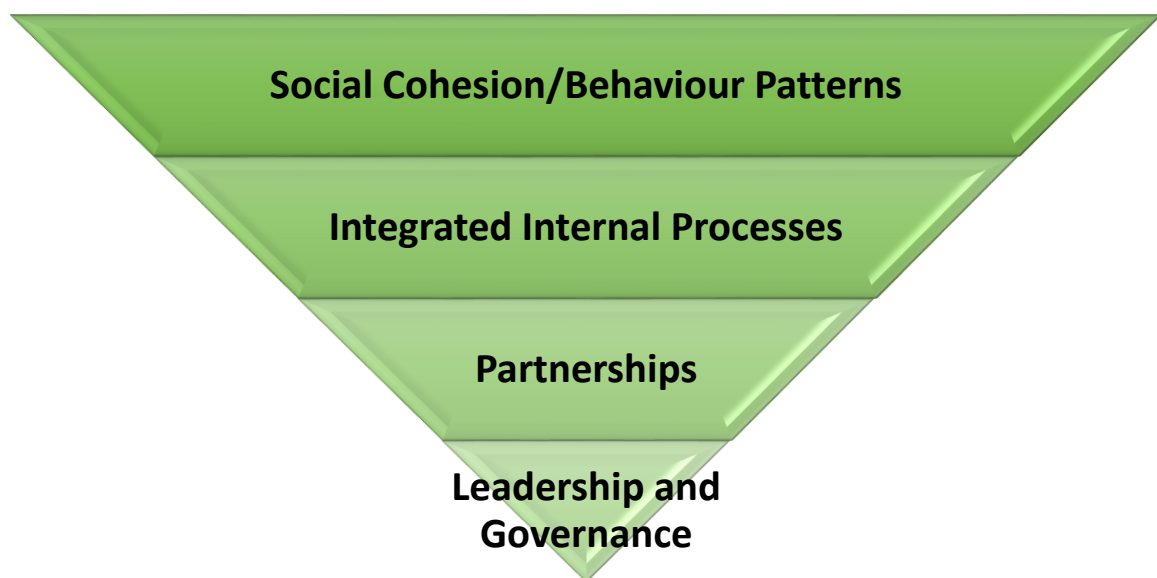 Social Cohesion/Behaviour Patterns
Integrated Internal Processes
Partnerships
Leadership and
Governance